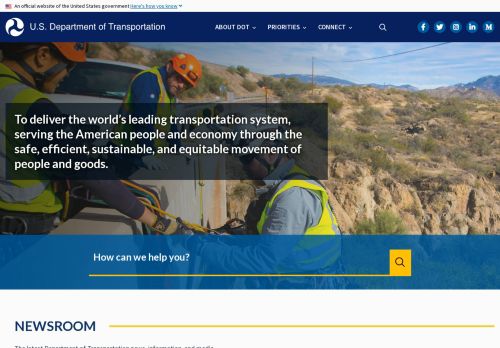 An official website of the United States government Here's how you know
U.S. Department of Transportation
ABOUT DOT
PRIORITIES
CONNECT
To deliver the world's leading transportation system,
serving the American people and economy through the
safe, efficient, sustainable, and equitable movement of
people and goods.
How can we help you?
NEWSROOM
The latest Department of Transportation news, information, and media